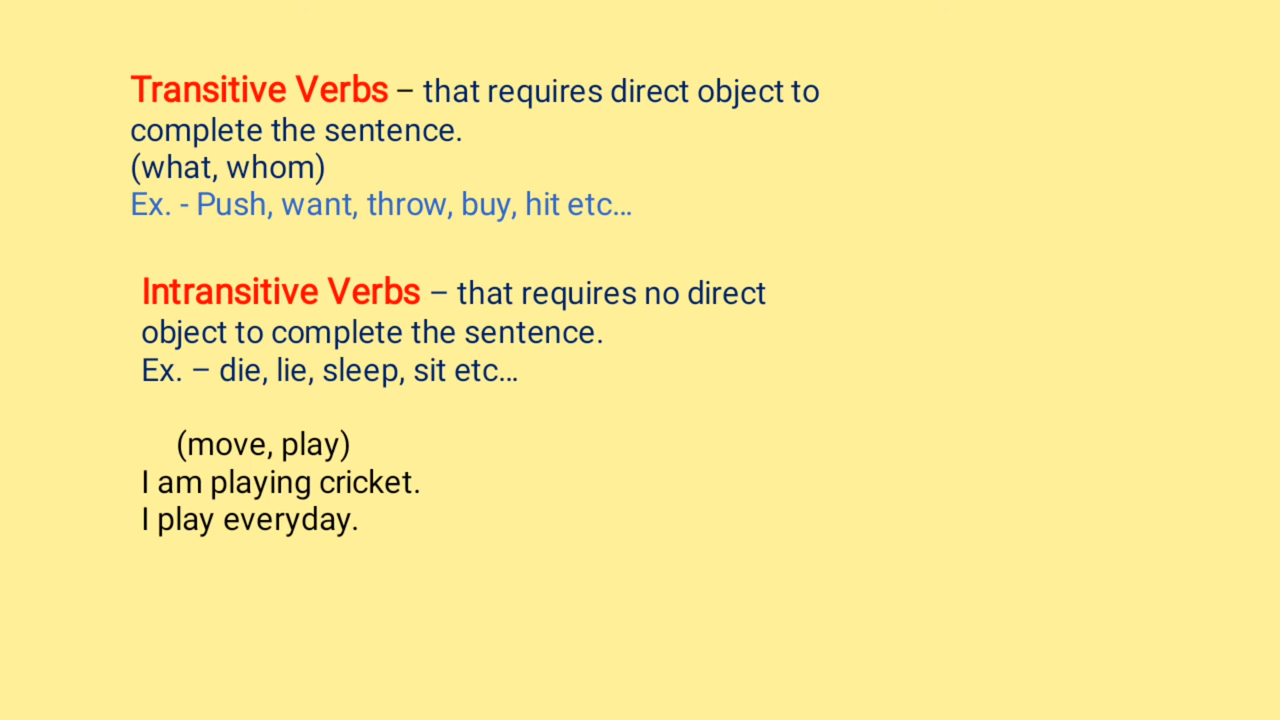 Transitive Verbs – that requires direct object to
complete the sentence.
(what, whom)
Ex. - Push, want, throw, buy, hit etc...
Intransitive Verbs – that requires no direct
object to complete the sentence.
Ex. – die, lie, sleep, sit etc...
(move, play)
I am playing cricket.
I play everyday.